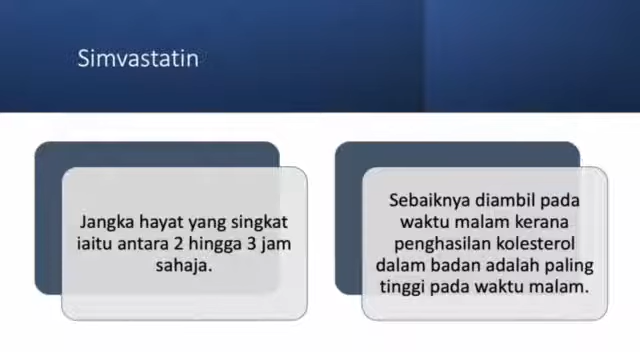 Simvastatin
Jangka hayat yang singkat
iaitu antara 2 hingga 3 jam
sahaja.
Sebaiknya diambil pada
waktu malam kerana
penghasilan kolesterol
dalam badan adalah paling
tinggi pada waktu malam.